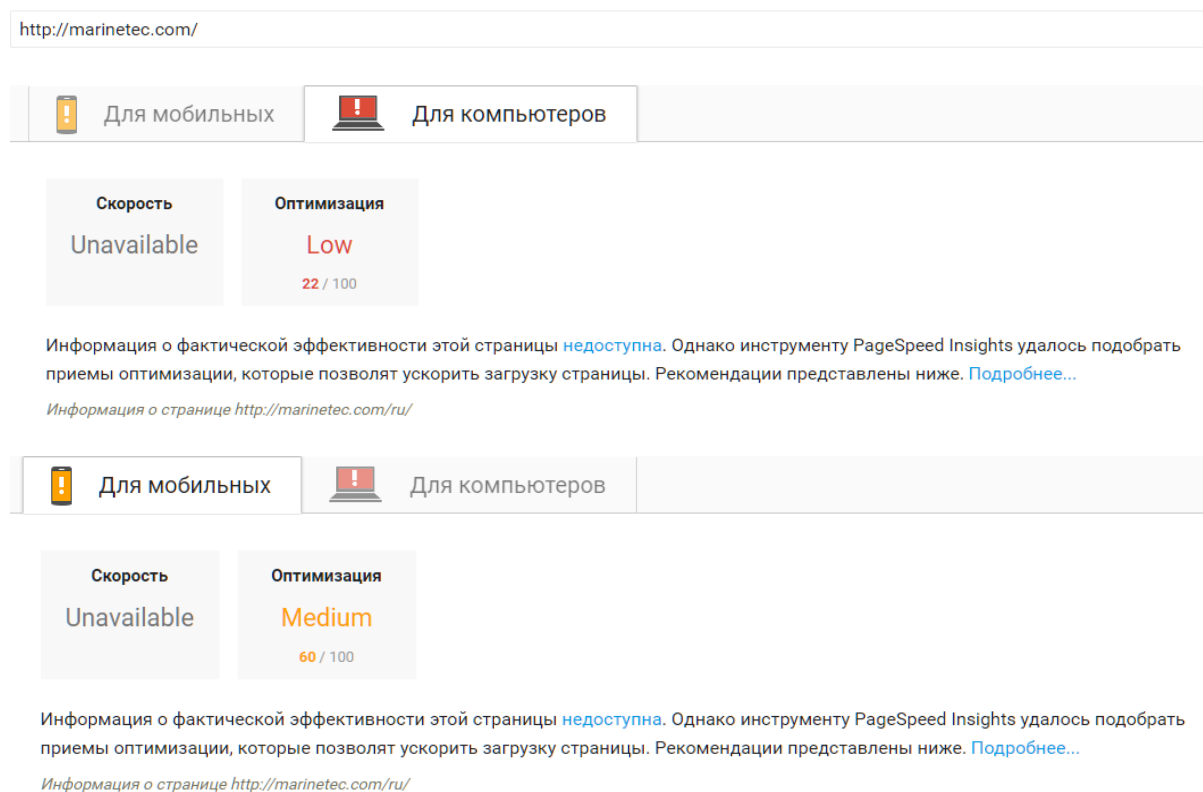 http://marinetec.com/
Для мобильных Для компьютеров
Скорость Оптимизация
Unavailable Low
22 / 100
Информация о фактической эффективности этой страницы недоступна. Однако инструменту PageSpeed Insights удалось подобрать
приемы оптимизации, которые позволят ускорить загрузку страницы. Рекомендации представлены ниже. Подробнее...
Информация о странице http://marinetec.com/ru/
Для мобильных Для компьютеров
Скорость Оптимизация
Unavailable Medium
60 / 100
Информация о фактической эффективности этой страницы недоступна. Однако инструменту PageSpeed Insights удалось подобрать
приемы оптимизации, которые позволят ускорить загрузку страницы. Рекомендации представлены ниже. Подробнее...
Информация о странице http://marinetec.com/ru/